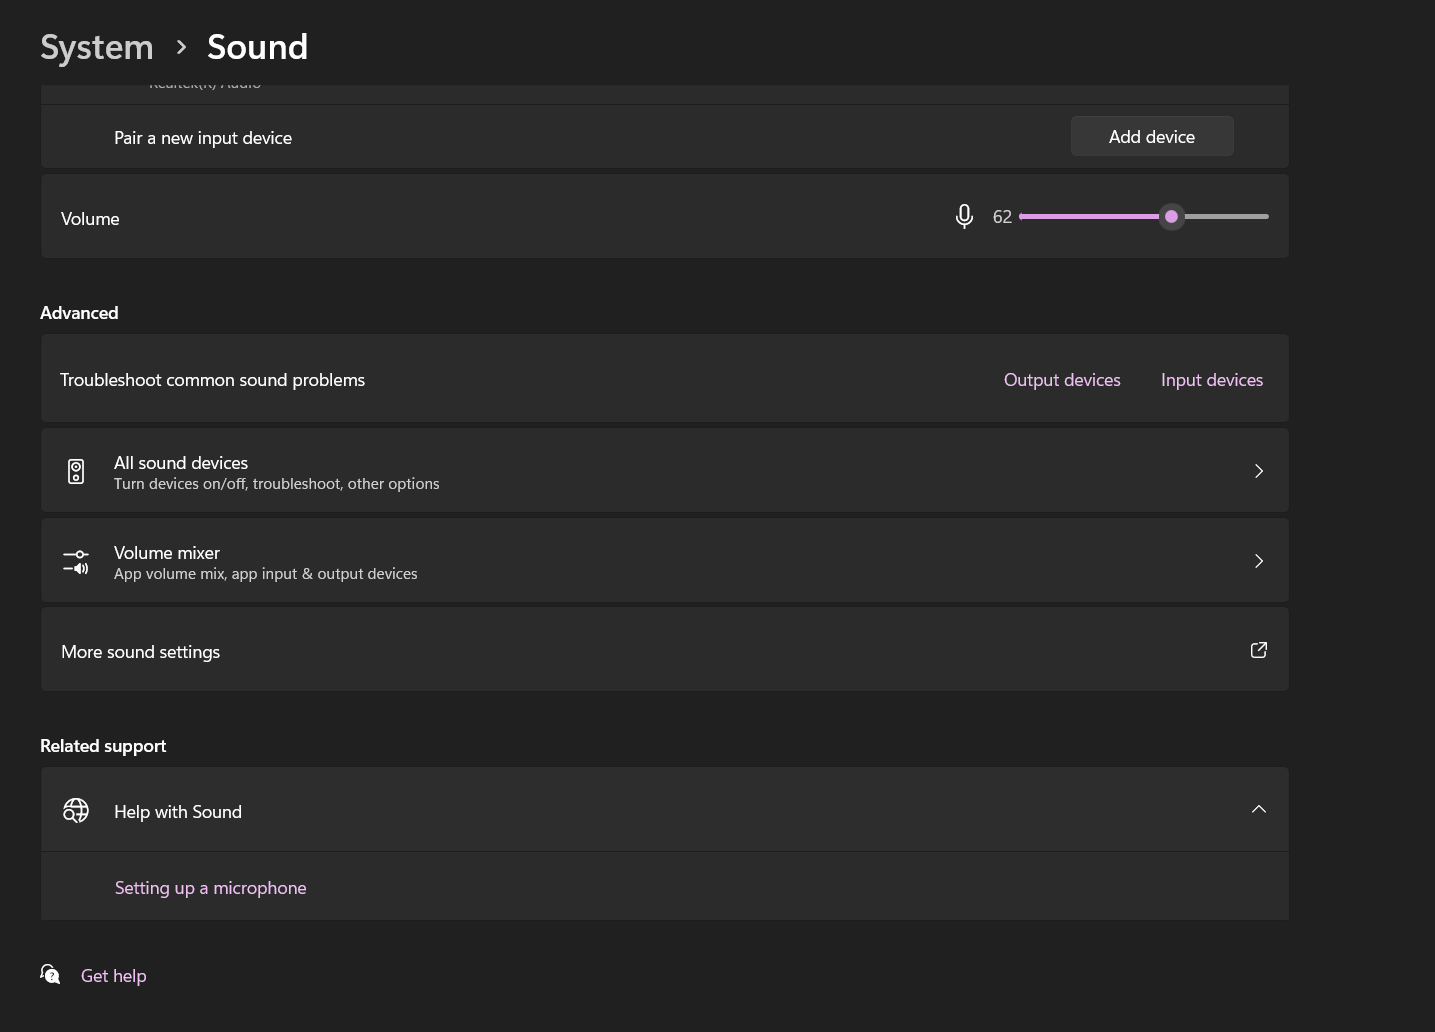 System > Sound
Realtek(R) Audio
Pair a new input device
Add device
Volume
62
Advanced
Troubleshoot common sound problems
Output devices
Input devices
All sound devices
Turn devices on/off, troubleshoot, other options
Volume mixer
App volume mix, app input & output devices
More sound settings
Related support
Help with Sound
Setting up a microphone
Get help